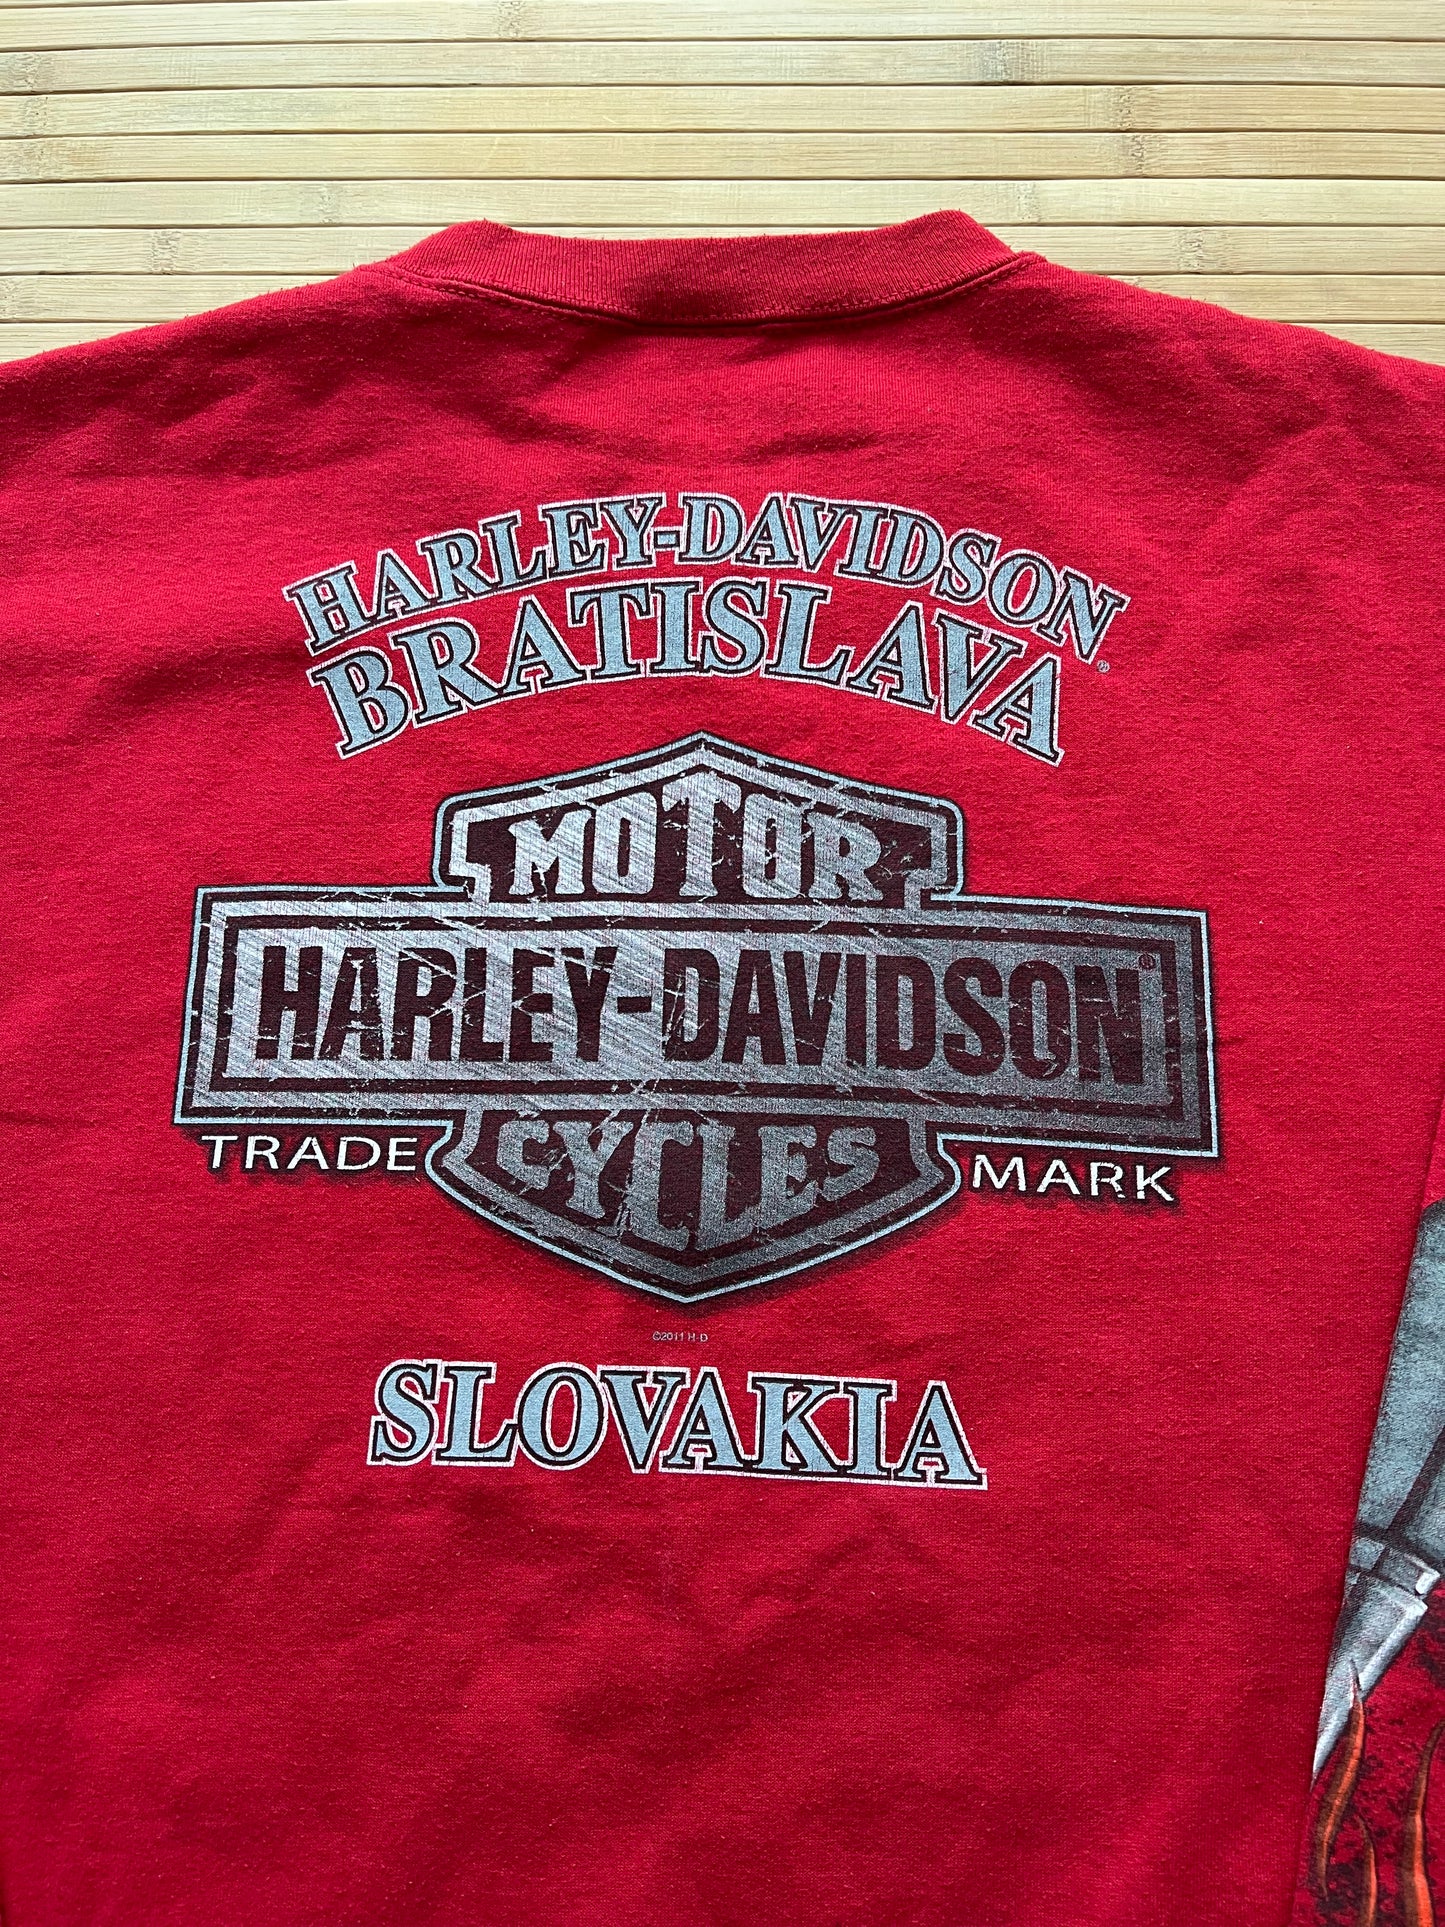 HARLEY-DAVIDSON
BRATISLAVA®
MOTOR
HARLEY-DAVIDSON®
CYCLES
TRADE MARK
©2011 H-D
SLOVAKIA